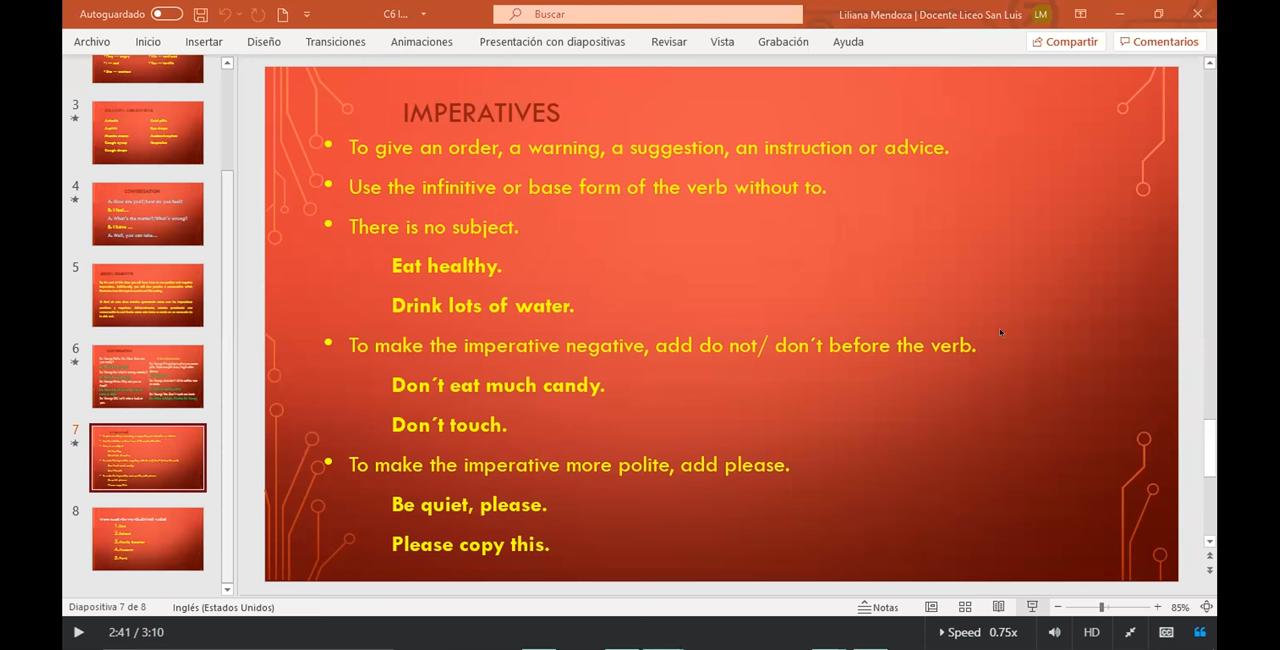 Autoguardado
C6 I...
Buscar
Liliana Mendoza | Docente Liceo San Luis
LM
Archivo
Inicio
Insertar
Diseño
Transiciones
Animaciones
Presentación con diapositivas
Revisar
Vista
Grabación
Ayuda
Compartir
Comentarios
3
4
CONVERSATION
5
6
7
8
IMPERATIVES
• To give an order, a warning, a suggestion, an instruction or advice.
• Use the infinitive or base form of the verb without to.
• There is no subject.
Eat healthy.
Drink lots of water.
• To make the imperative negative, add do not/ don´t before the verb.
Don´t eat much candy.
Don´t touch.
• To make the imperative more polite, add please.
Be quiet, please.
Please copy this.
Diapositiva 7 de 8
Inglés (Estados Unidos)
Notas
85%
2:41 / 3:10
Speed 0.75x
HD
CC